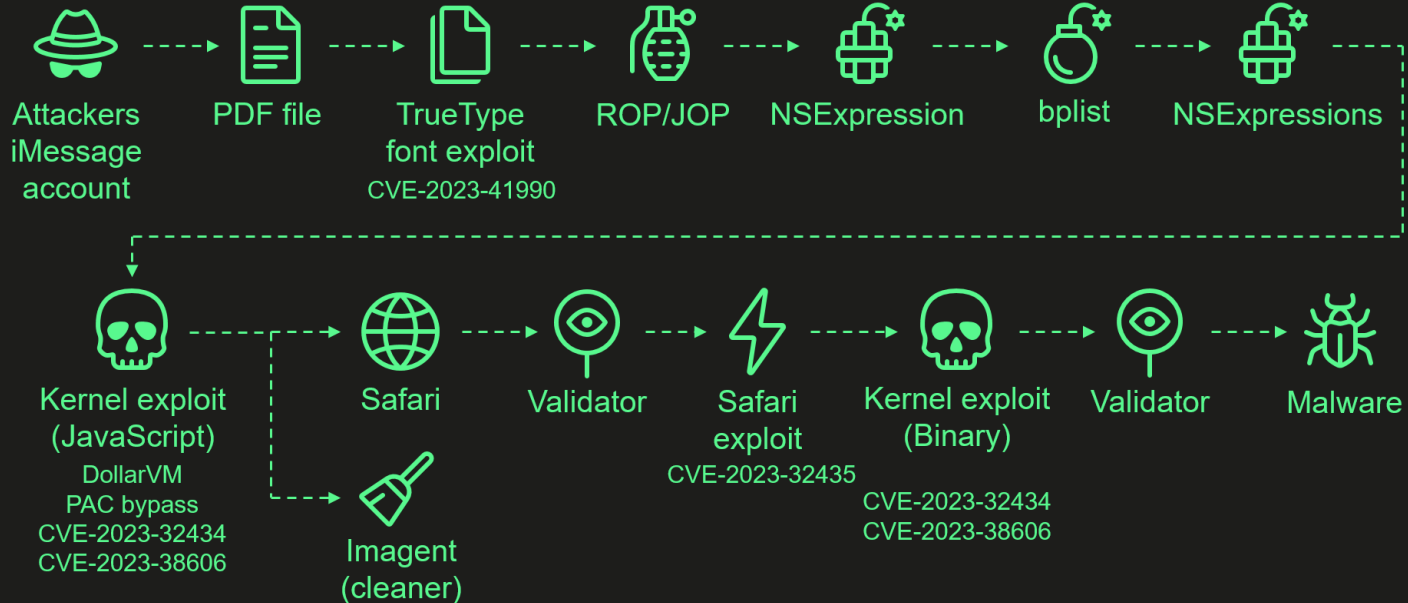 Attackers
iMessage
account
PDF file
TrueType
font exploit
CVE-2023-41990
ROP/JOP
NSExpression
bplist
NSExpressions
Kernel exploit
(JavaScript)
DollarVM
PAC bypass
CVE-2023-32434
CVE-2023-38606
Safari
Imagent
(cleaner)
Validator
Safari
exploit
CVE-2023-32435
Kernel exploit
(Binary)
CVE-2023-32434
CVE-2023-38606
Validator
Malware